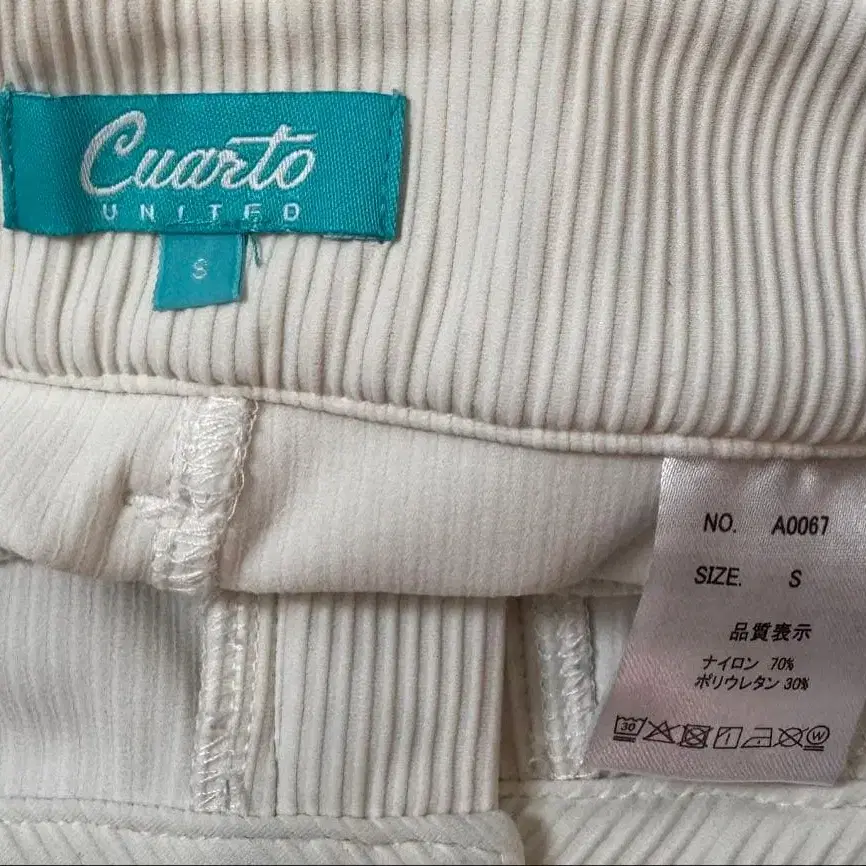 Cuarto
UNITED
S
NO. A0067
SIZE. S
品質表示
ナイロン 70%
ポリウレタン 30%
30
W